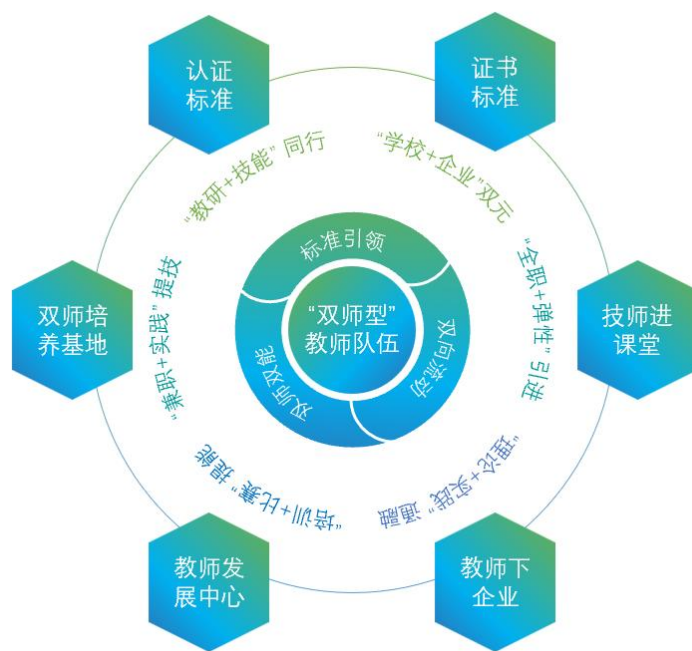 认证
标准
证书
标准
“教研+技能” 同行
“学校+企业”双元
标准引领
“兼职+实践” 提技
“全职+弹性” 引进
双师培
养基地
“双师型”
教师队伍
技师进
课堂
双师双能
双向流动
“培训+比赛” 提能
“理论+实践” 通融
教师发
展中心
教师下
企业